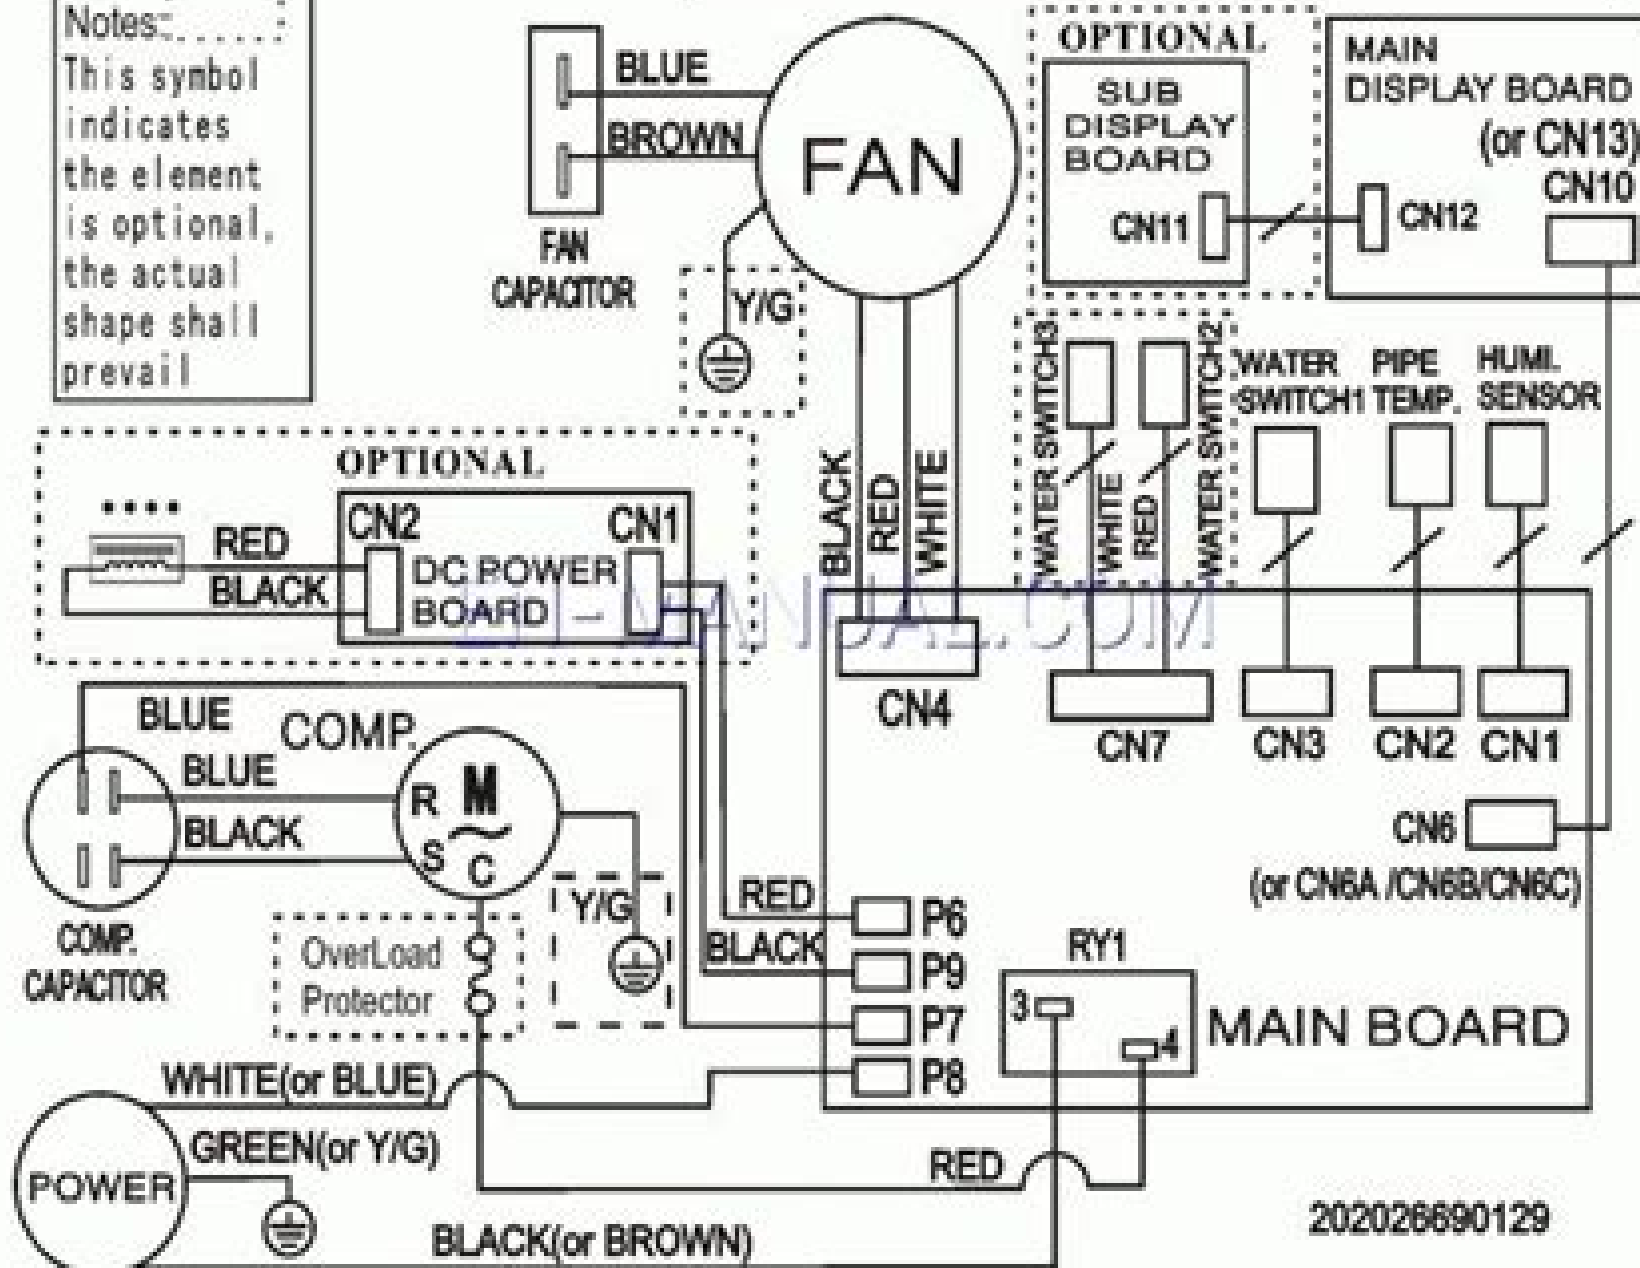 Notes:
This symbol
indicates
the element
is optional,
the actual
shape shall
prevail
BLUE
BROWN
FAN
CAPACITOR
FAN
Y/G
OPTIONAL
SUB
DISPLAY
BOARD
CN11
MAIN
DISPLAY BOARD
(or CN13)
CN10
CN12
OPTIONAL
RED
BLACK
CN2
CN1
DC POWER
BOARD
BLACK
RED
WHITE
WATER SWITCH3
WHITE
RED
WATER SWITCH2
WATER
SWITCH1
PIPE
TEMP.
HUMI.
SENSOR
CN4
CN7
CN3
CN2
CN1
CN6
(or CN6A /CN6B/CN6C)
BLUE
BLUE
BLACK
COMP.
R
M
S
C
COMP.
CAPACITOR
OverLoad
Protector
Y/G
RED
BLACK
P6
P9
P7
P8
RY1
3
4
MAIN BOARD
WHITE(or BLUE)
GREEN(or Y/G)
POWER
RED
BLACK(or BROWN)
202026690129